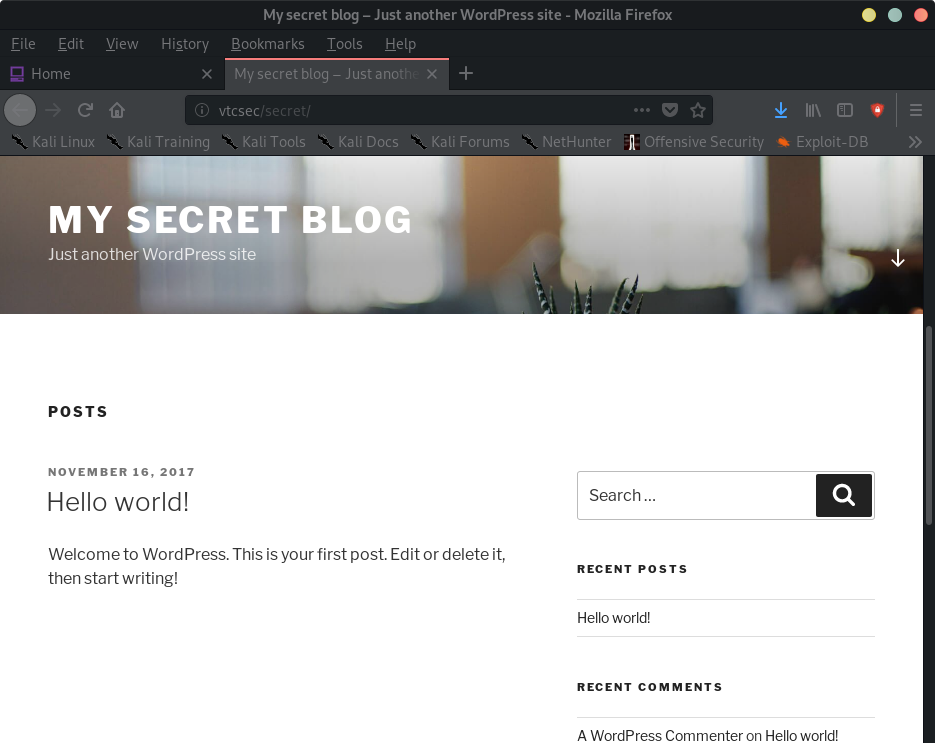 My secret blog – Just another WordPress site - Mozilla Firefox
File Edit View History Bookmarks Tools Help
Home
My secret blog – Just anothe
vtcsec/secret/
Kali Linux Kali Training Kali Tools Kali Docs Kali Forums NetHunter Offensive Security Exploit-DB
MY SECRET BLOG
Just another WordPress site
POSTS
NOVEMBER 16, 2017
Hello world!
Welcome to WordPress. This is your first post. Edit or delete it,
then start writing!
Search …
RECENT POSTS
Hello world!
RECENT COMMENTS
A WordPress Commenter on Hello world!